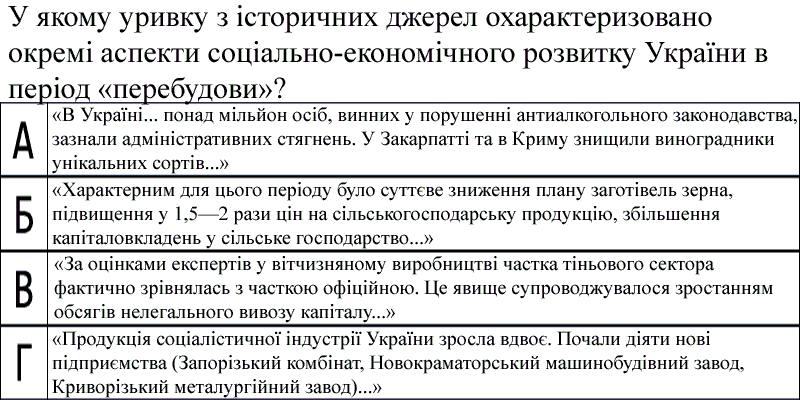 У якому уривку з історичних джерел охарактеризовано
окремі аспекти соціально-економічного розвитку України в
період «перебудови»?
А
«В Україні... понад мільйон осіб, винних у порушенні антиалкогольного законодавства,
зазнали адміністративних стягнень. У Закарпатті та в Криму знищили виноградники
унікальних сортів...»
Б
«Характерним для цього періоду було суттєве зниження плану заготівель зерна,
підвищення у 1,5—2 рази цін на сільськогосподарську продукцію, збільшення
капіталовкладень у сільське господарство...»
В
«За оцінками експертів у вітчизняному виробництві частка тіньового сектора
фактично зрівнялась з часткою офіційною. Це явище супроводжувалося зростанням
обсягів нелегального вивозу капіталу...»
Г
«Продукція соціалістичної індустрії України зросла вдвоє. Почали діяти нові
підприємства (Запорізький комбінат, Новокраматорський машинобудівний завод,
Криворізький металургійний завод)...»